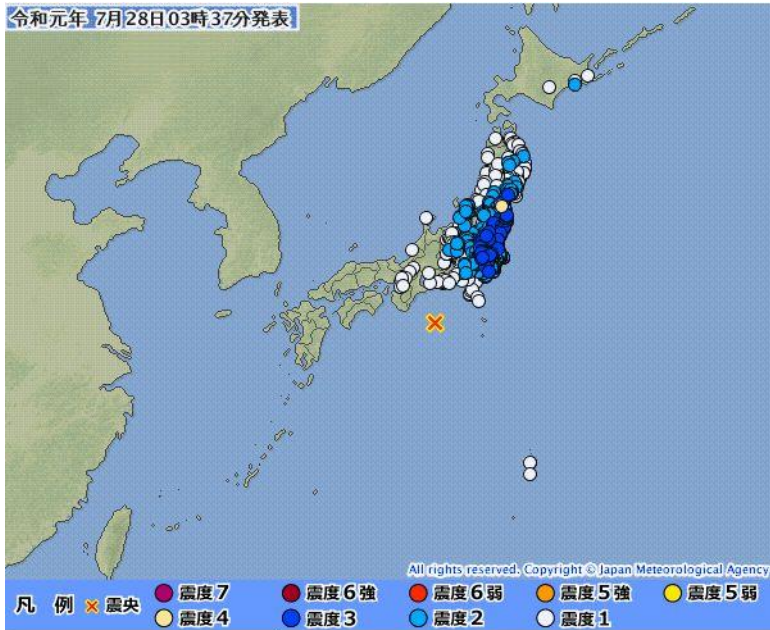 令和元年 7月28日03時37分発表
All rights reserved. Copyright © Japan Meteorological Agency
凡 例 × 震央 震度7 震度6強 震度6弱 震度5強 震度5弱
震度4 震度3 震度2 震度1